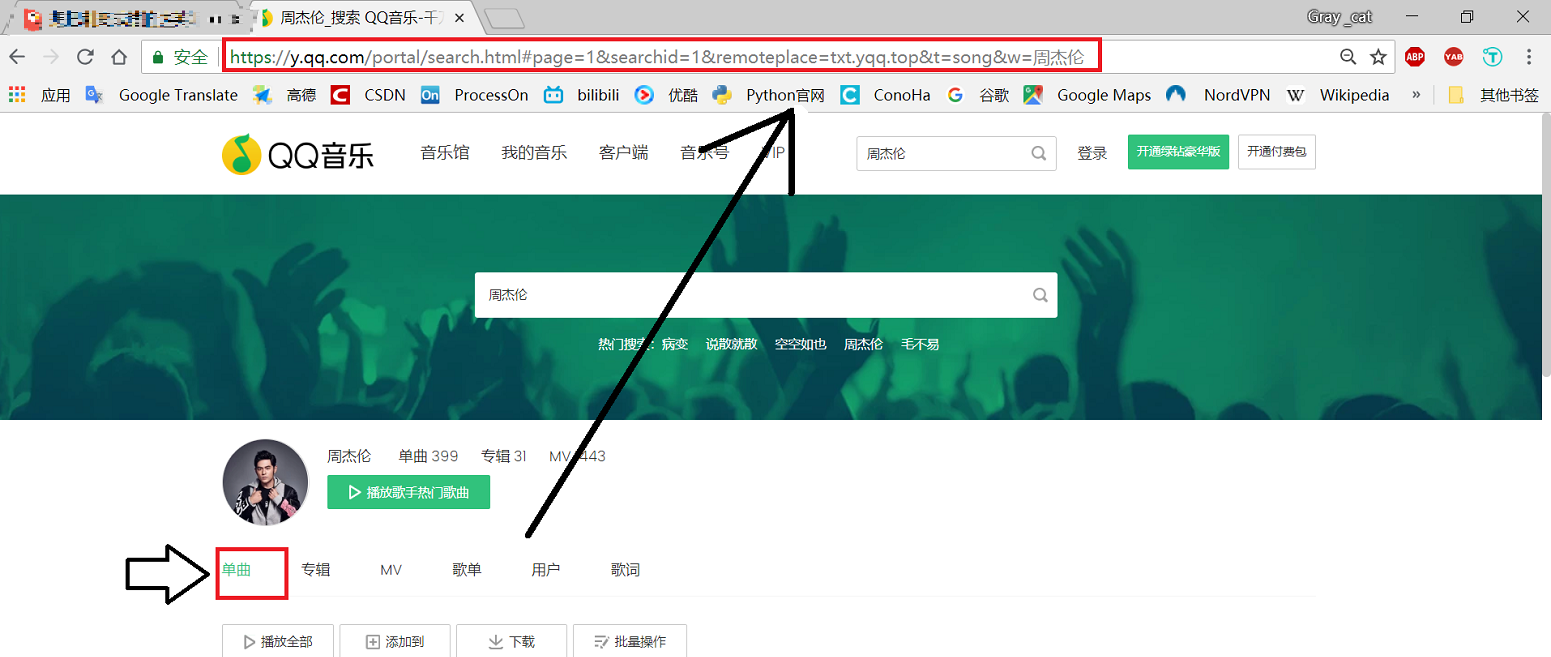 周杰伦_搜索 QQ音乐-千
Gray_cat
安全 https://y.qq.com/portal/search.html#page=1&searchid=1&remoteplace=txt.yqq.top&t=song&w=周杰伦 ABP YAB T
应用 Google Translate 高德 C CSDN On ProcessOn bilibili 优酷 Python官网 C ConoHa G 谷歌 Google Maps NordVPN W Wikipedia » 其他书签
QQ音乐 音乐馆 我的音乐 客户端 音乐号 VIP 周杰伦 登录 开通绿钻豪华版 开通付费包
周杰伦
热门搜索: 病变 说散就散 空空如也 周杰伦 毛不易
周杰伦 单曲 399 专辑 31 MV 1443
播放歌手热门歌曲
单曲 专辑 MV 歌单 用户 歌词
播放全部 添加到 下载 批量操作